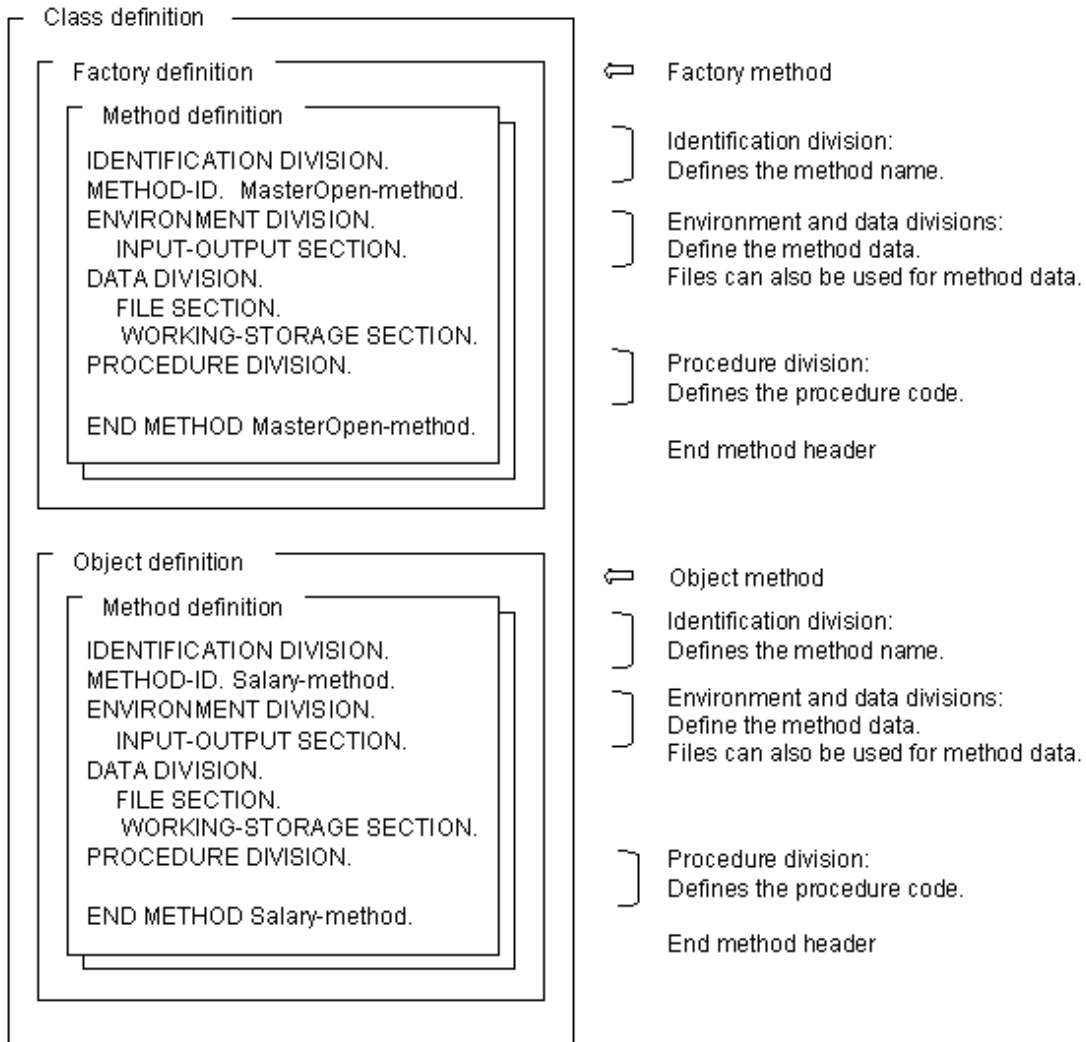 Class definition
Factory definition
Factory method
Method definition
IDENTIFICATION DIVISION.
METHOD-ID. MasterOpen-method.
ENVIRONMENT DIVISION.
INPUT-OUTPUT SECTION.
DATA DIVISION.
FILE SECTION.
WORKING-STORAGE SECTION.
PROCEDURE DIVISION.
END METHOD MasterOpen-method.
Identification division:
Defines the method name.
Environment and data divisions:
Define the method data.
Files can also be used for method data.
Procedure division:
Defines the procedure code.
End method header
Object definition
Object method
Method definition
IDENTIFICATION DIVISION.
METHOD-ID. Salary-method.
ENVIRONMENT DIVISION.
INPUT-OUTPUT SECTION.
DATA DIVISION.
FILE SECTION.
WORKING-STORAGE SECTION.
PROCEDURE DIVISION.
END METHOD Salary-method.
Identification division:
Defines the method name.
Environment and data divisions:
Define the method data.
Files can also be used for method data.
Procedure division:
Defines the procedure code.
End method header